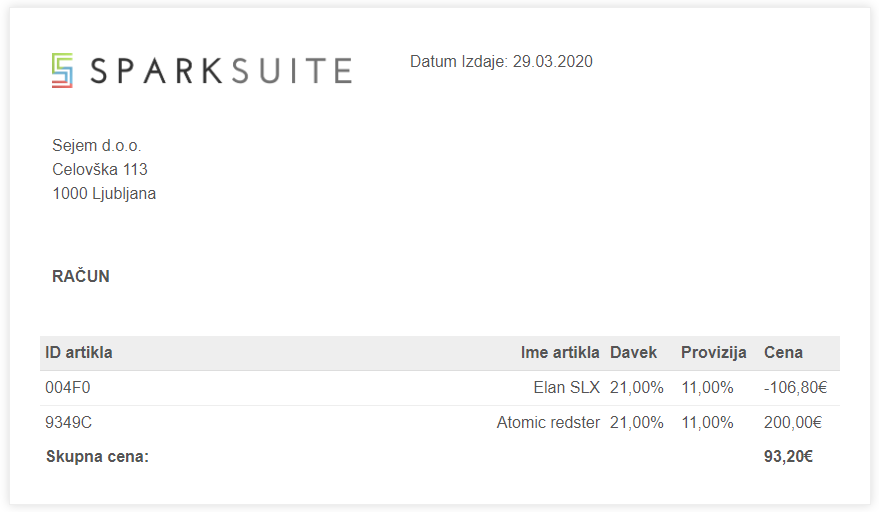 SPARKSUITE
Datum Izdaje: 29.03.2020
Sejem d.o.o.
Celovška 113
1000 Ljubljana
RAČUN
ID artikla Ime artikla Davek Provizija Cena
004F0 Elan SLX 21,00% 11,00% -106,80€
9349C Atomic redster 21,00% 11,00% 200,00€
Skupna cena: 93,20€